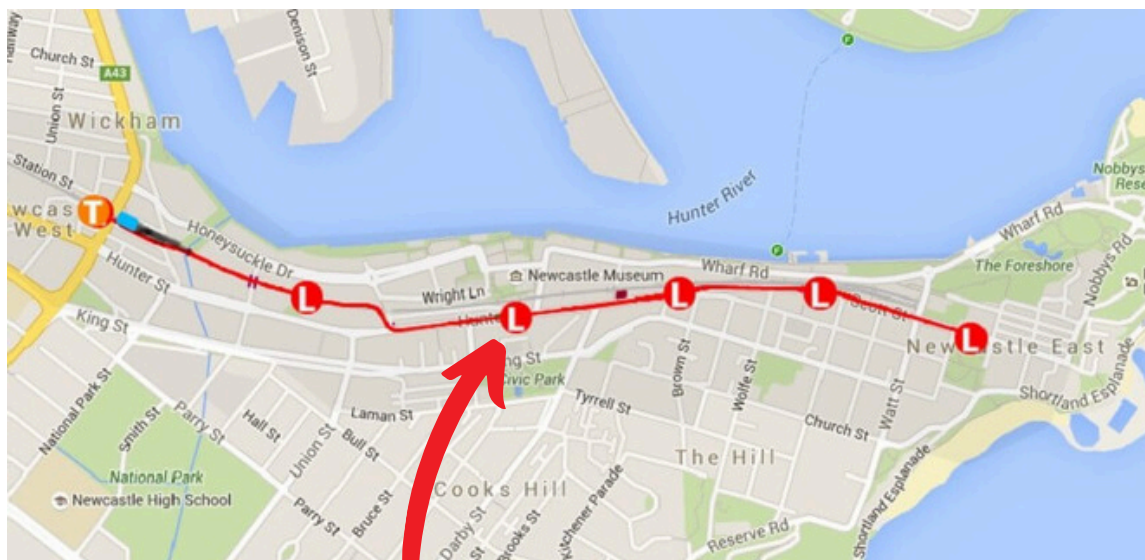 Church St
A43
Union St
Wickham
Denison St
F
Station St
T
wcas
West
Hunter River
Nobbys
Rese
Honeysuckle Dr
F
Wharf Rd
Hunter St
Newcastle Museum
Wharf Rd
The Foreshore
Nobbys Rd
g
King St
L
Wright Ln
L
L
Scott St
Hunte
L
L
Newcastle East
ng St
Civic Park
Brown St
Wolfe St
Watt St
Shortland Esplanade
National Park St
Smith St
Parry St
Hall St
Laman St
Tyrrell St
Church St
Union St
Bull St
The Hill
National Park
Newcastle High School
Cooks Hill
Parry St
Bruce St
Darby St
Brooks St
Kitchener Parade
Reserve Rd
Shortland Esplanade